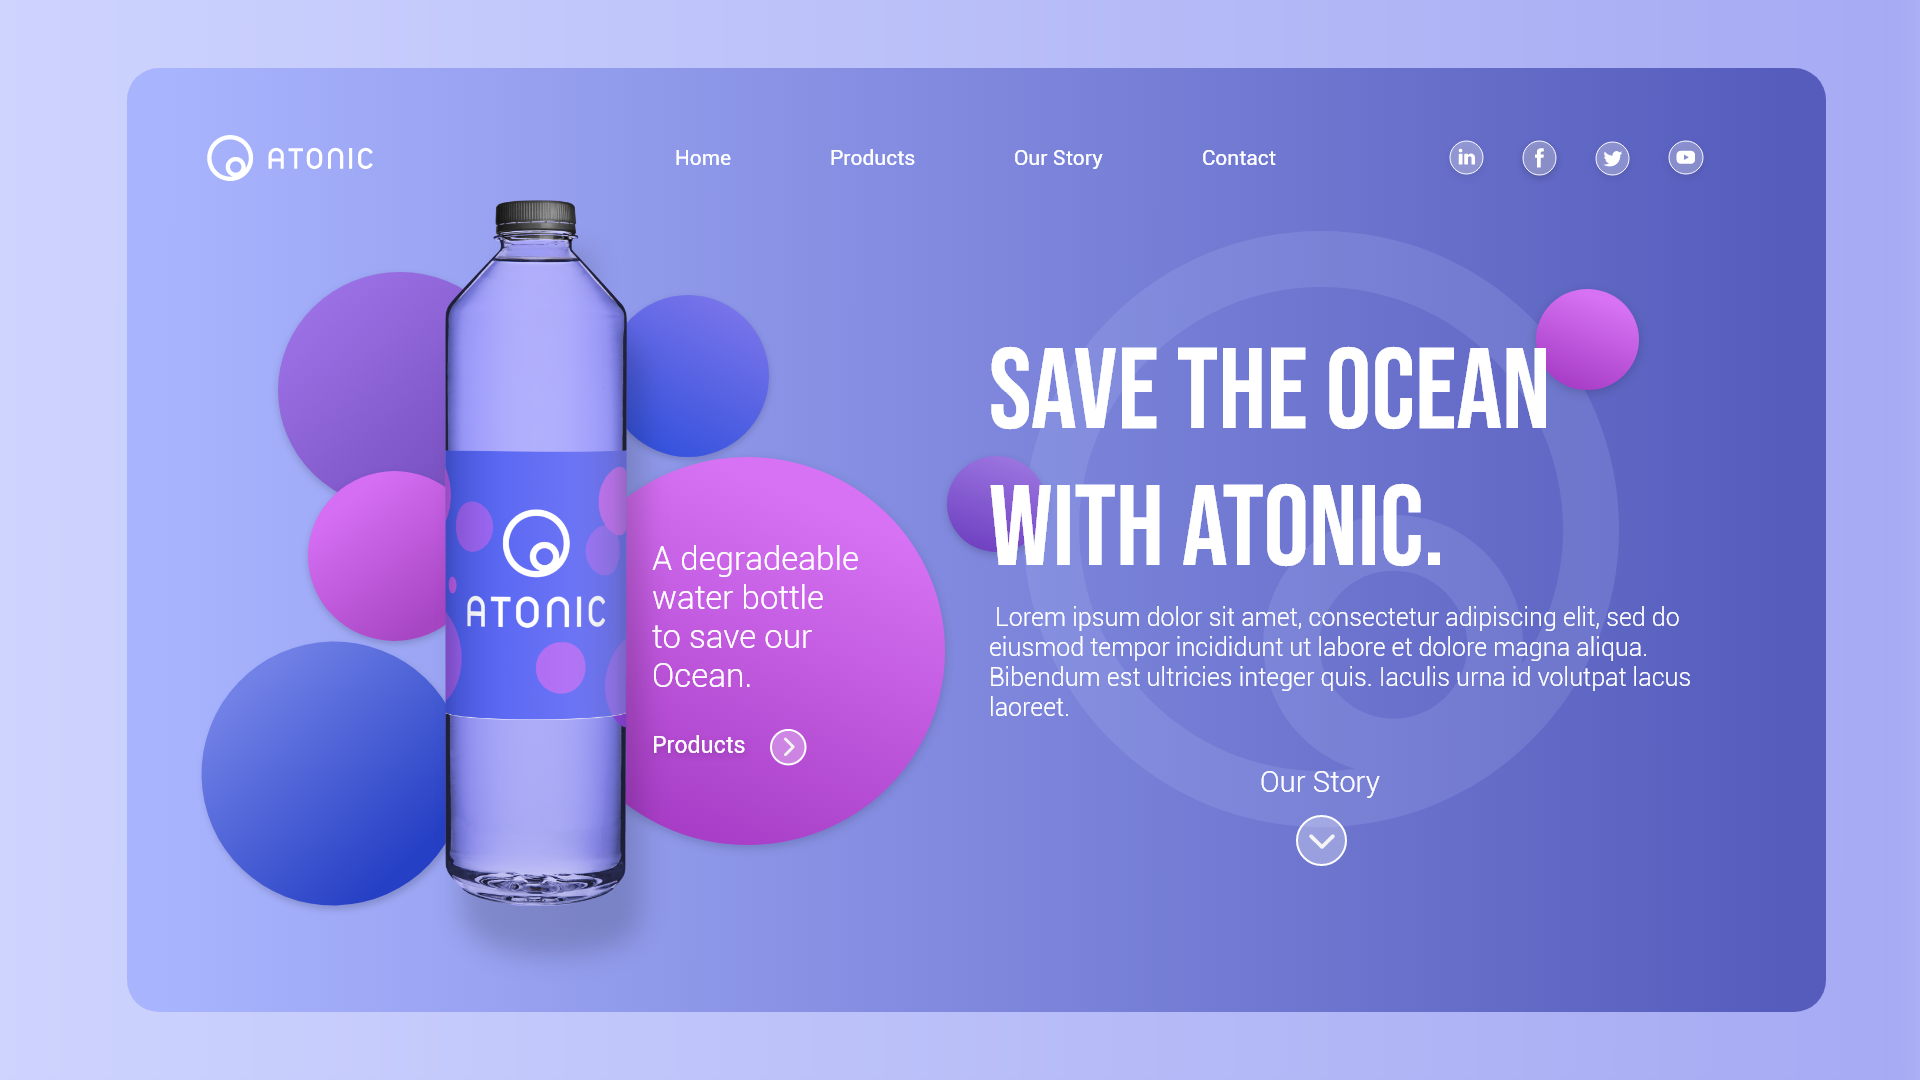 ATONIC
Home
Products
Our Story
Contact
in
f
SAVE THE OCEAN
WITH ATONIC.
ATONIC
A degradeable
water bottle
to save our
Ocean.
Products
Lorem ipsum dolor sit amet, consectetur adipiscing elit, sed do
eiusmod tempor incididunt ut labore et dolore magna aliqua.
Bibendum est ultricies integer quis. Iaculis urna id volutpat lacus
laoreet.
Our Story